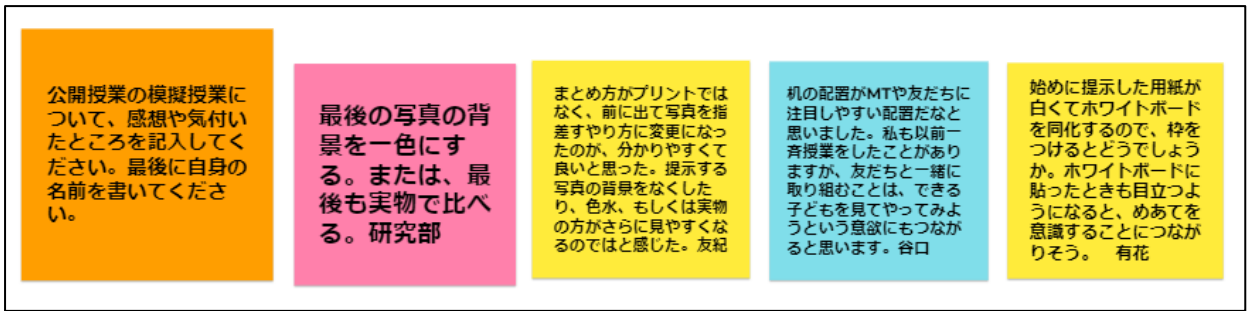 公開授業の模擬授業に
ついて、感想や気付い
たところを記入してく
ださい。最後に自身の
名前を書いてくださ
い。
最後の写真の背
景を一色にす
る。または、最
後も実物で比べ
る。研究部
まとめ方がプリントでは
なく、前に出て写真を指
差すやり方に変更になっ
たのが、分かりやすくて
良いと思った。提示する
写真の背景をなくした
り、色水、もしくは実物
の方がさらに見やすくな
るのではと感じた。友紀
机の配置がMTや友だちに
注目しやすい配置だなと
思いました。私も以前一
斉授業をしたことがあり
ますが、友だちと一緒に
取り組むことは、できる
子どもを見てやってみよ
うという意欲にもつなが
ると思います。谷口
始めに提示した用紙が
白くてホワイトボード
を同化するので、枠を
つけるとどうでしょう
か。ホワイトボードに
貼ったときも目立つよ
うになると、めあてを
意識することにつなが
りそう。　有花